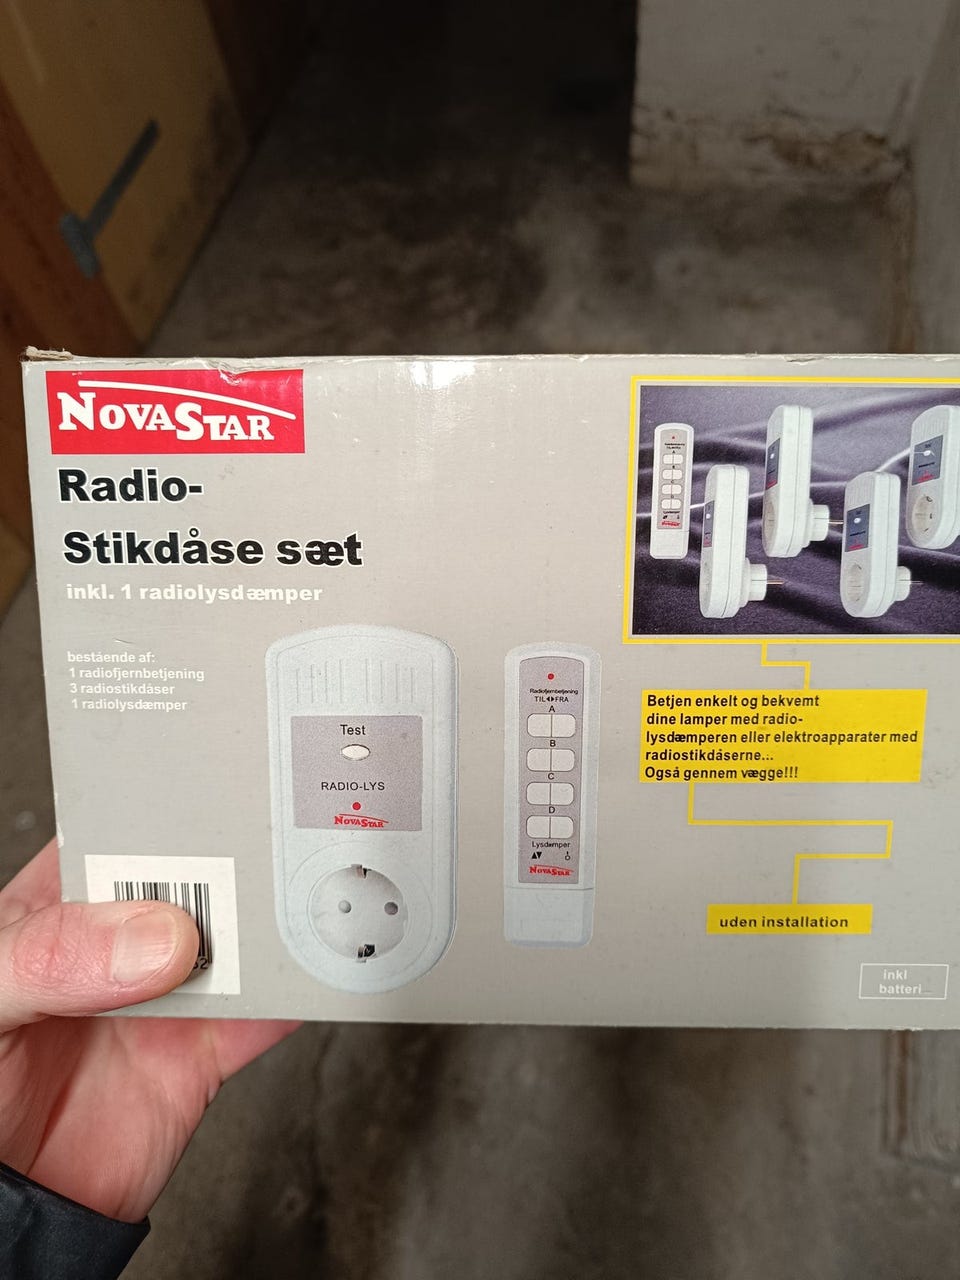 NOVASTAR
Radio-
Stikdåse sæt
inkl. 1 radiolysdæmper
bestående af:
1 radiofjernbetjening
3 radiostikdåser
1 radiolysdæmper
Test
RADIO-LYS
NOVASTAR
Radiofjernbetjening
TIL FRA
A
B
C
D
Lysdæmper
NOVASTAR
Betjen enkelt og bekvemt
dine lamper med radio-
lysdæmperen eller elektroapparater med
radiostikdåserne...
Også gennem vægge!!!
uden installation
inkl
batteri